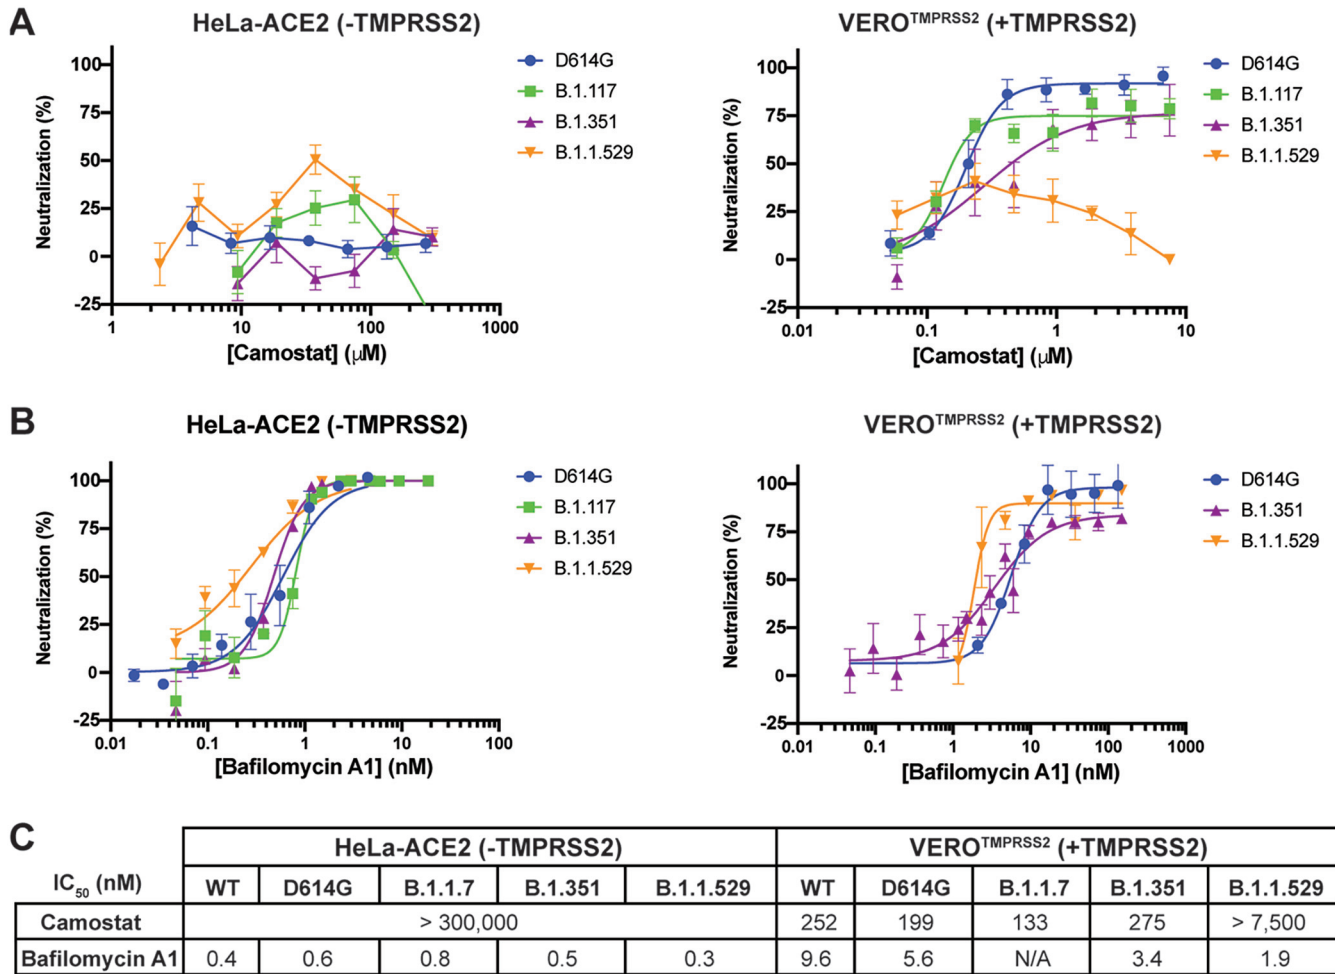 A
HeLa-ACE2 (-TMPRSS2)
Neutralization (%)
100
75
50
25
0
-25
1
10
100
1000
[Camostat] (μM)
D614G
B.1.117
B.1.351
B.1.1.529
VERO^TMPRSS2 (+TMPRSS2)
Neutralization (%)
100
75
50
25
0
-25
0.01
0.1
1
10
[Camostat] (μM)
D614G
B.1.117
B.1.351
B.1.1.529
B
HeLa-ACE2 (-TMPRSS2)
Neutralization (%)
100
75
50
25
0
-25
0.01
0.1
1
10
100
[Bafilomycin A1] (nM)
D614G
B.1.117
B.1.351
B.1.1.529
VERO^TMPRSS2 (+TMPRSS2)
Neutralization (%)
100
75
50
25
0
-25
0.01
0.1
1
10
100
1000
[Bafilomycin A1] (nM)
D614G
B.1.351
B.1.1.529
C
HeLa-ACE2 (-TMPRSS2) VERO^TMPRSS2 (+TMPRSS2)
IC50 (nM) WT D614G B.1.1.7 B.1.351 B.1.1.529 WT D614G B.1.1.7 B.1.351 B.1.1.529
Camostat > 300,000 252 199 133 275 > 7,500
Bafilomycin A1 0.4 0.6 0.8 0.5 0.3 9.6 5.6 N/A 3.4 1.9